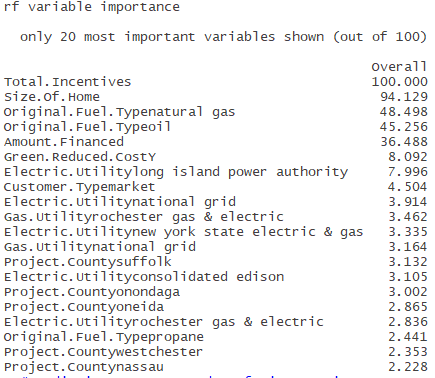 rf variable importance
only 20 most important variables shown (out of 100)
Overall
Total.Incentives 100.000
Size.Of.Home 94.129
Original.Fuel.Typenatural gas 48.498
Original.Fuel.Typeoil 45.256
Amount.Financed 36.488
Green.Reduced.CostY 8.092
Electric.Utilitylong island power authority 7.996
Customer.Typemarket 4.504
Electric.Utilitynational grid 3.914
Gas.Utilityrochester gas & electric 3.462
Electric.Utilitynew york state electric & gas 3.335
Gas.Utilitynational grid 3.164
Project.Countysuffolk 3.132
Electric.Utilityconsolidated edison 3.105
Project.Countyonondaga 3.002
Project.Countyoneida 2.865
Electric.Utilityrochester gas & electric 2.836
Original.Fuel.Typepropane 2.441
Project.Countywestchester 2.353
Project.Countynassau 2.228